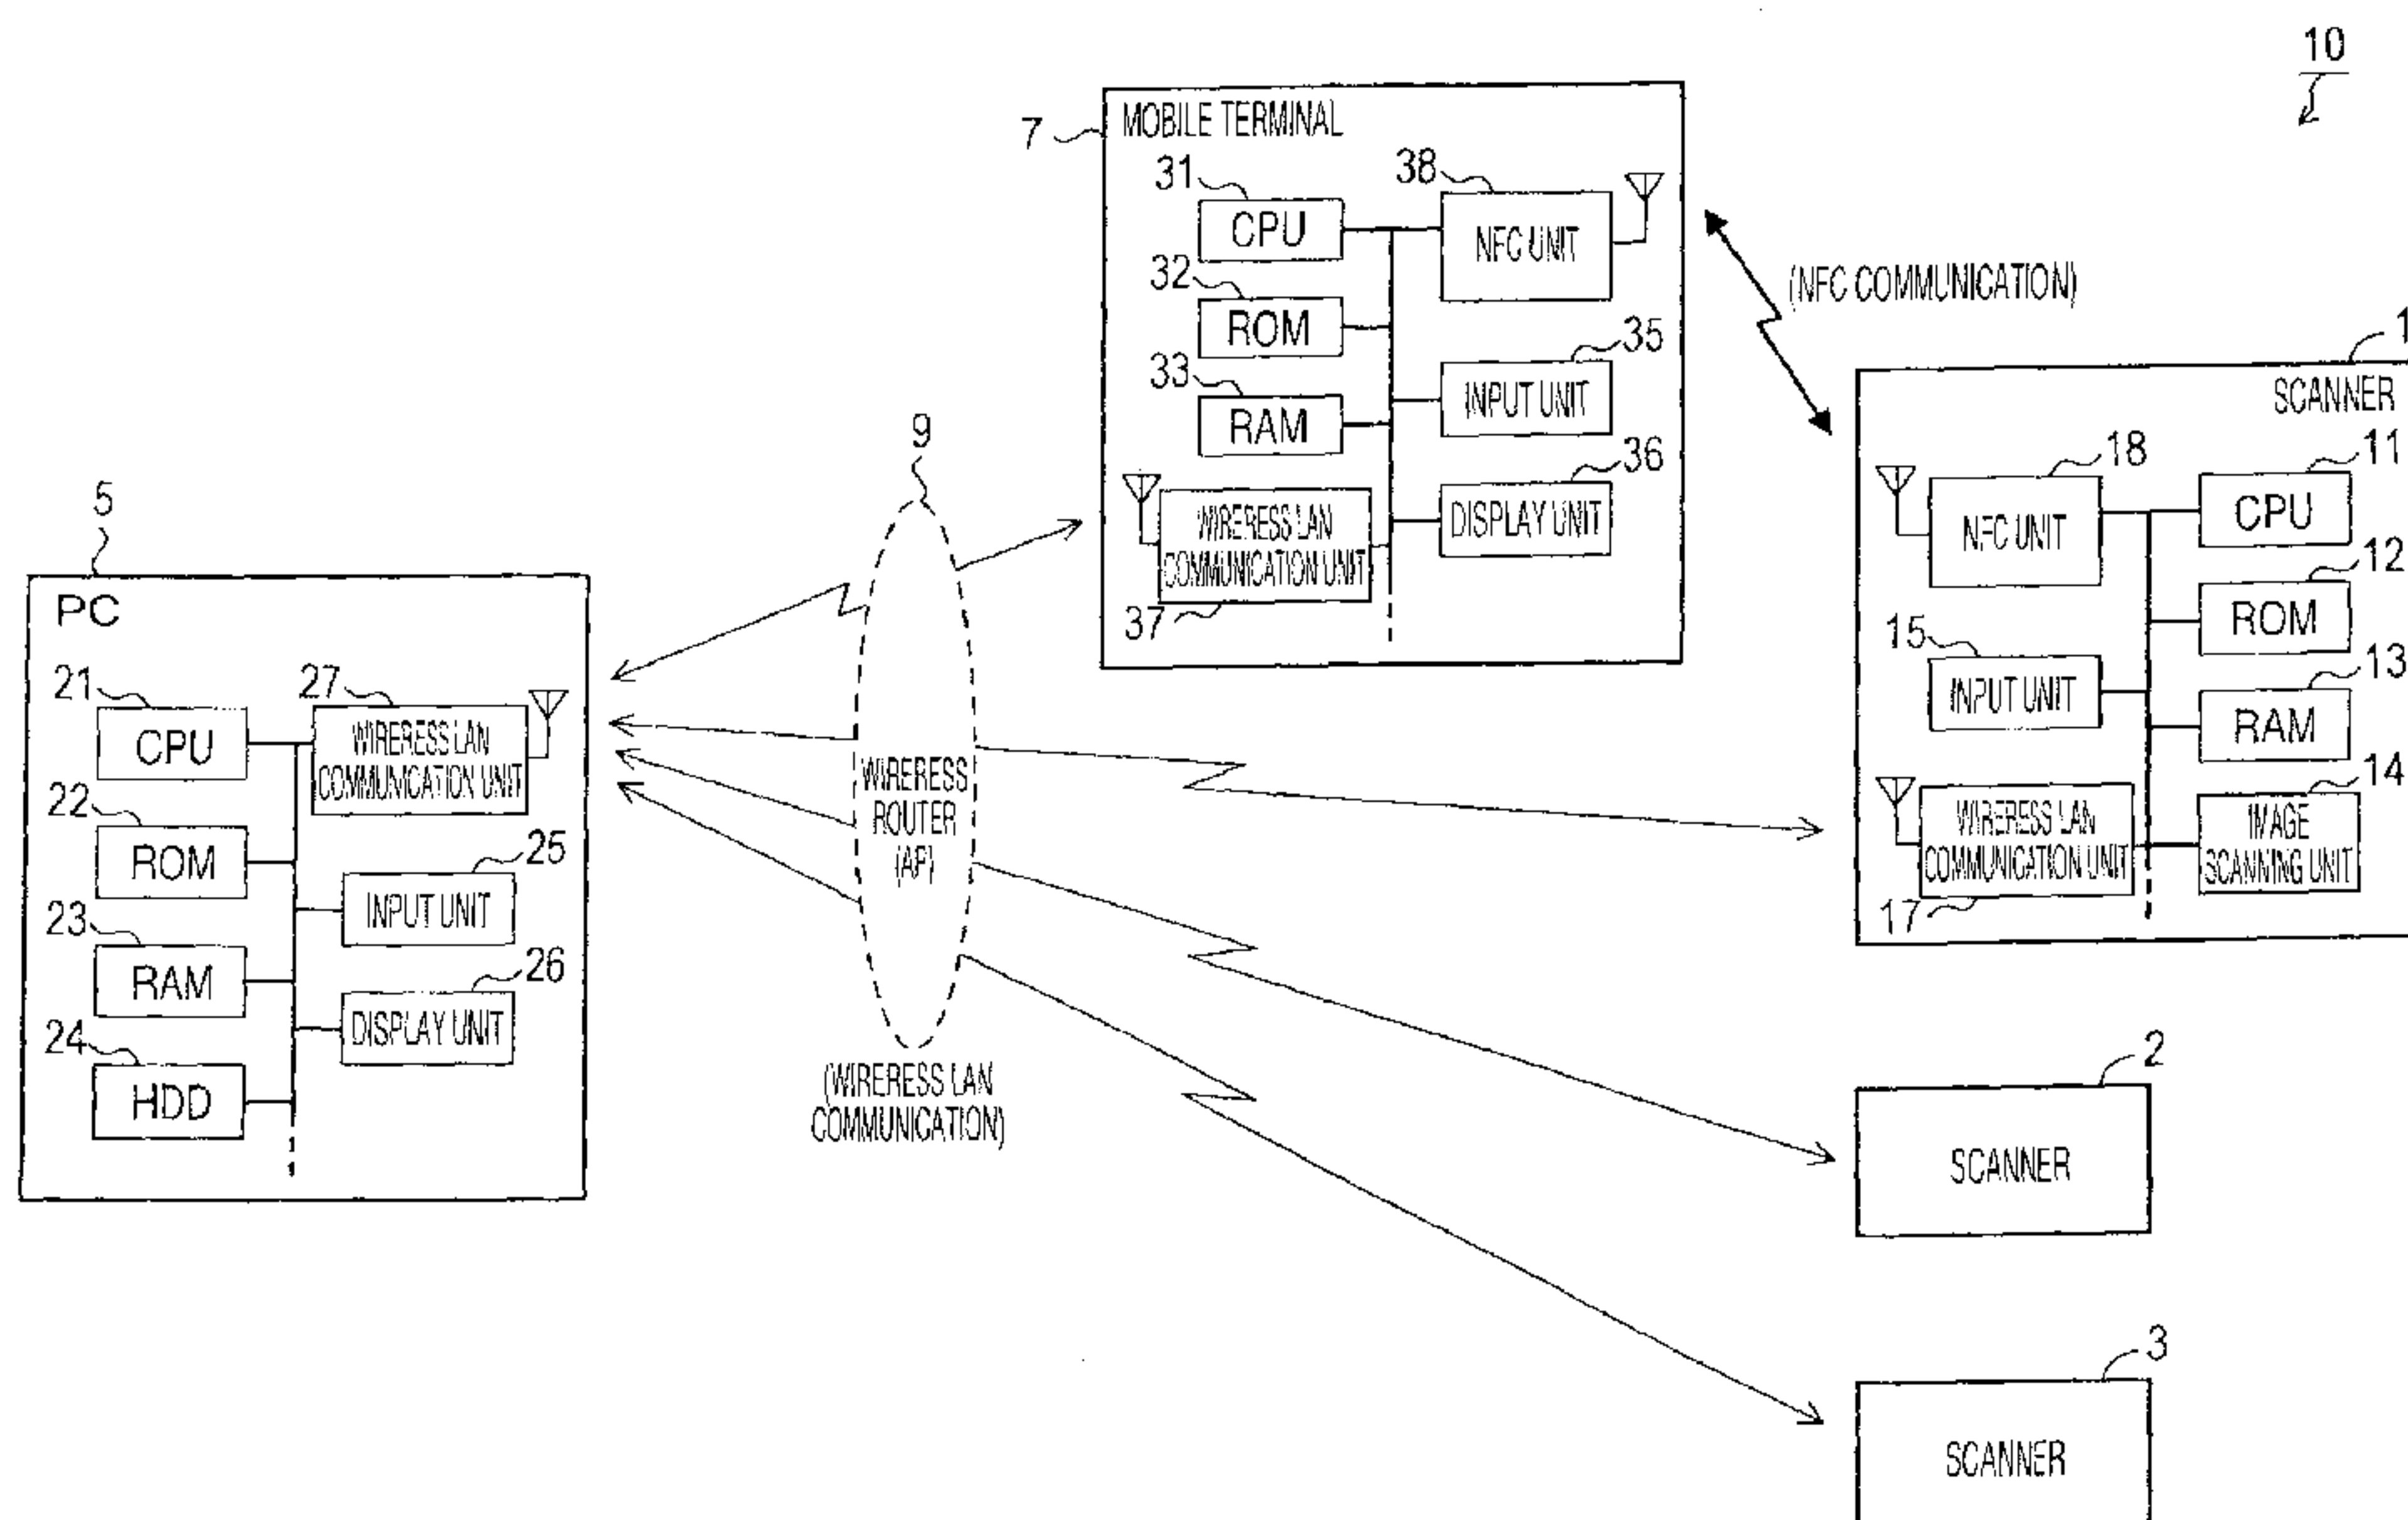 10
7
MOBILE TERMINAL
31
CPU
38
NFC UNIT
32
ROM
35
INPUT UNIT
33
RAM
36
DISPLAY UNIT
WIRERESS LAN
COMMUNICATION UNIT
37
(NFC COMMUNICATION)
1
SCANNER
18
NFC UNIT
11
CPU
12
ROM
15
INPUT UNIT
13
RAM
14
IMAGE
SCANNING UNIT
WIRERESS LAN
COMMUNICATION UNIT
17
9
WIRERESS
ROUTER
(AP)
(WIRERESS LAN
COMMUNICATION)
5
PC
21
CPU
27
WIRERESS LAN
COMMUNICATION UNIT
22
ROM
25
INPUT UNIT
23
RAM
26
DISPLAY UNIT
24
HDD
2
SCANNER
3
SCANNER